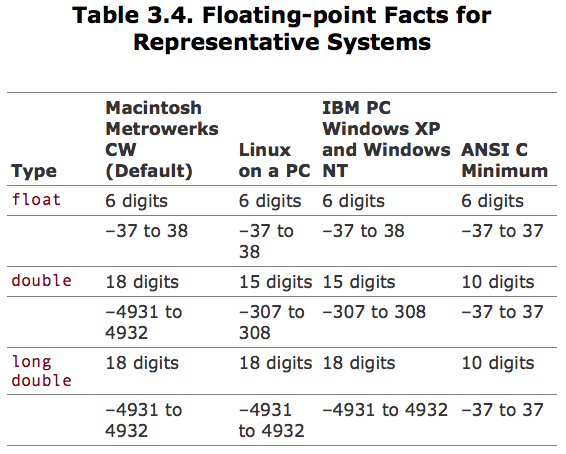 Table 3.4. Floating-point Facts for
Representative Systems
Macintosh IBM PC
Metrowerks Windows XP
CW Linux and Windows ANSI C
Type (Default) on a PC NT Minimum
float 6 digits 6 digits 6 digits 6 digits
–37 to 38 –37 to –37 to 38 –37 to 37
38
double 18 digits 15 digits 15 digits 10 digits
–4931 to –307 to –307 to 308 –37 to 37
4932 308
long 18 digits 18 digits 18 digits 10 digits
double
–4931 to –4931 –4931 to 4932 –37 to 37
4932 to 4932